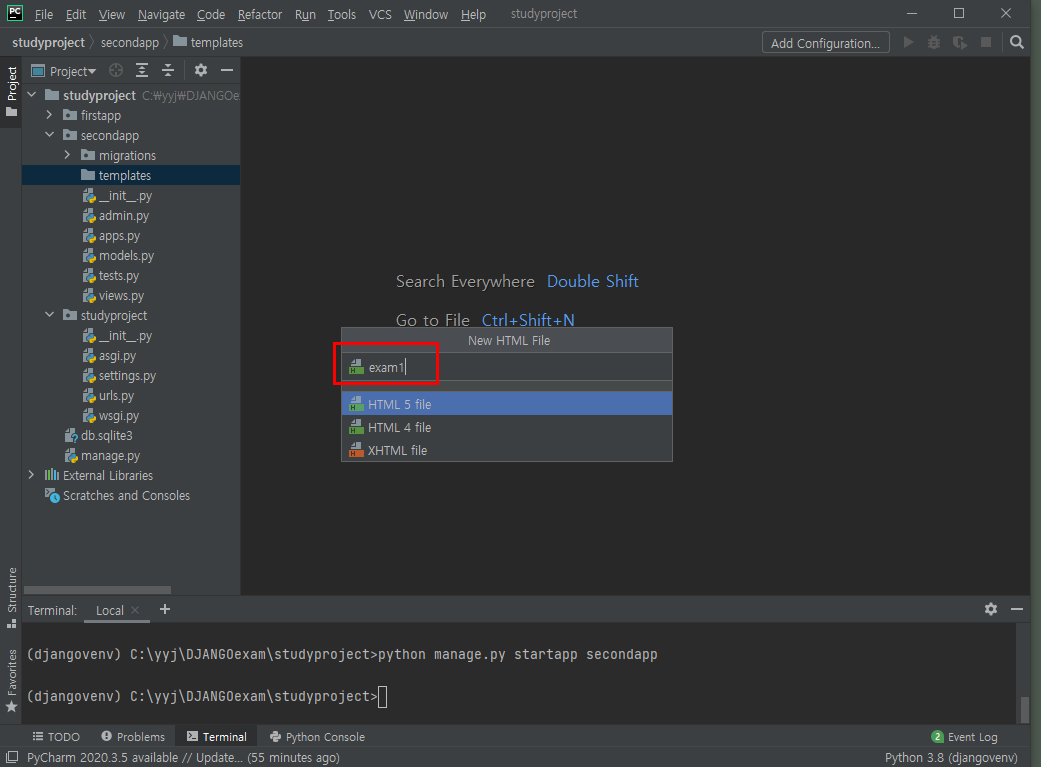 PC File Edit View Navigate Code Refactor Run Tools VCS Window Help studyproject
studyproject secondapp templates Add Configuration...
Project
Project
studyproject C:₩yyj₩DJANGOe
firstapp
secondapp
migrations
templates
__init__.py
admin.py
apps.py
models.py
tests.py
views.py
studyproject
__init__.py
asgi.py
settings.py
urls.py
wsgi.py
db.sqlite3
manage.py
External Libraries
Scratches and Consoles
Search Everywhere Double Shift
Go to File Ctrl+Shift+N
New HTML File
exam1
HTML 5 file
HTML 4 file
XHTML file
Structure
Favorites
Terminal: Local
(djangovenv) C:\yyj\DJANGOexam\studyproject>python manage.py startapp secondapp
(djangovenv) C:\yyj\DJANGOexam\studyproject>
TODO Problems Terminal Python Console 2 Event Log
PyCharm 2020.3.5 available // Update... (55 minutes ago) Python 3.8 (djangovenv)